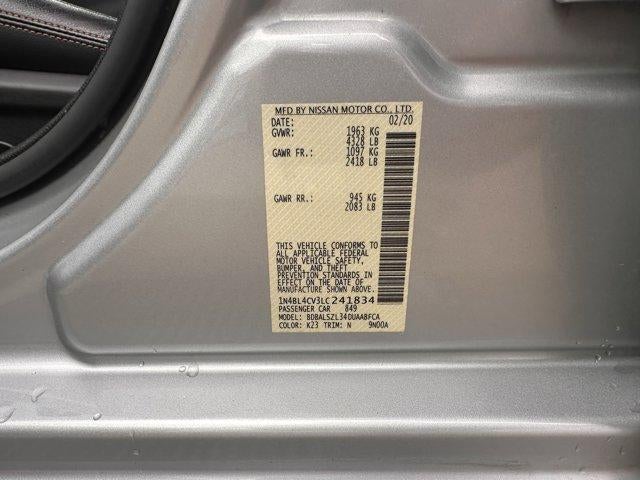 MFD BY NISSAN MOTOR CO., LTD.
DATE: 02/20
GVWR: 1963 KG
4328 LB
GAWR FR.: 1097 KG
2418 LB
GAWR RR.: 945 KG
2083 LB
THIS VEHICLE CONFORMS TO
ALL APPLICABLE FEDERAL
MOTOR VEHICLE SAFETY,
BUMPER, AND THEFT
PREVENTION STANDARDS IN
EFFECT ON THE DATE OF
MANUFACTURE SHOWN ABOVE.
1N4BL4CV3LC241834
PASSENGER CAR 849
MODEL: BDBALSZL34DUAA8FCA
COLOR: K23 TRIM: N 9N00A